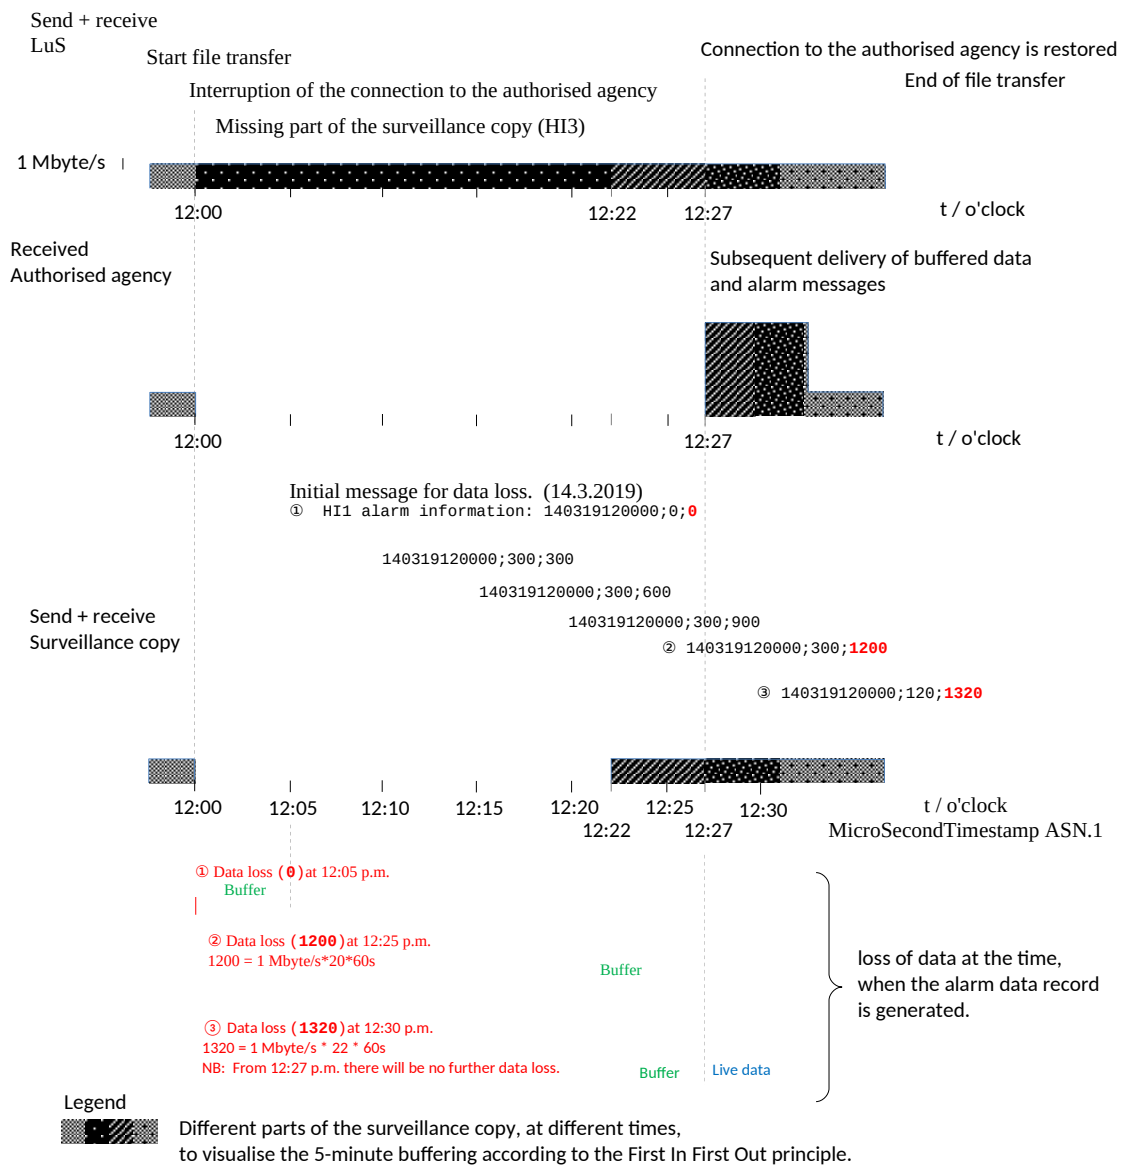 Send + receive
LuS
Start file transfer
Connection to the authorised agency is restored
End of file transfer
Interruption of the connection to the authorised agency
Missing part of the surveillance copy (HI3)
1 Mbyte/s
12:00
12:22
12:27
t / o'clock
Received
Authorised agency
Subsequent delivery of buffered data
and alarm messages
12:00
12:27
t / o'clock
Initial message for data loss.  (14.3.2019)
① HI1 alarm information: 140319120000;0;0
140319120000;300;300
140319120000;300;600
140319120000;300;900
② 140319120000;300;1200
③ 140319120000;120;1320
Send + receive
Surveillance copy
12:00
12:05
12:10
12:15
12:20
12:25
12:30
12:22
12:27
t / o'clock
MicroSecondTimestamp ASN.1
① Data loss (0)at 12:05 p.m.
Buffer
② Data loss (1200)at 12:25 p.m.
1200 = 1 Mbyte/s*20*60s
Buffer
③ Data loss (1320)at 12:30 p.m.
1320 = 1 Mbyte/s * 22 * 60s
NB:  From 12:27 p.m. there will be no further data loss.
Buffer
Live data
loss of data at the time,
when the alarm data record
is generated.
Legend
Different parts of the surveillance copy, at different times,
to visualise the 5-minute buffering according to the First In First Out principle.